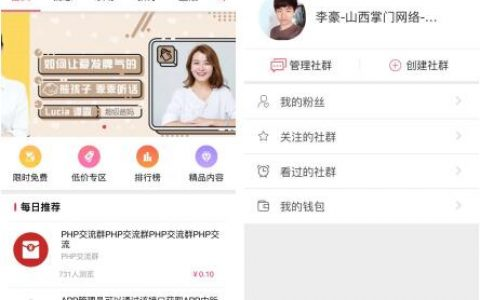 如何让爱发脾气的
熊孩子 乖乖听话
Lucia
限时免费
低价专区
排行榜
精品内容
每日推荐
PHP交流群PHP交流群PHP交流群PHP交
流
PHP交流群
731人浏览
¥0.10
李豪-山西掌门网络-...
管理社群
创建社群
我的粉丝
关注的社群
看过的社群
我的钱包